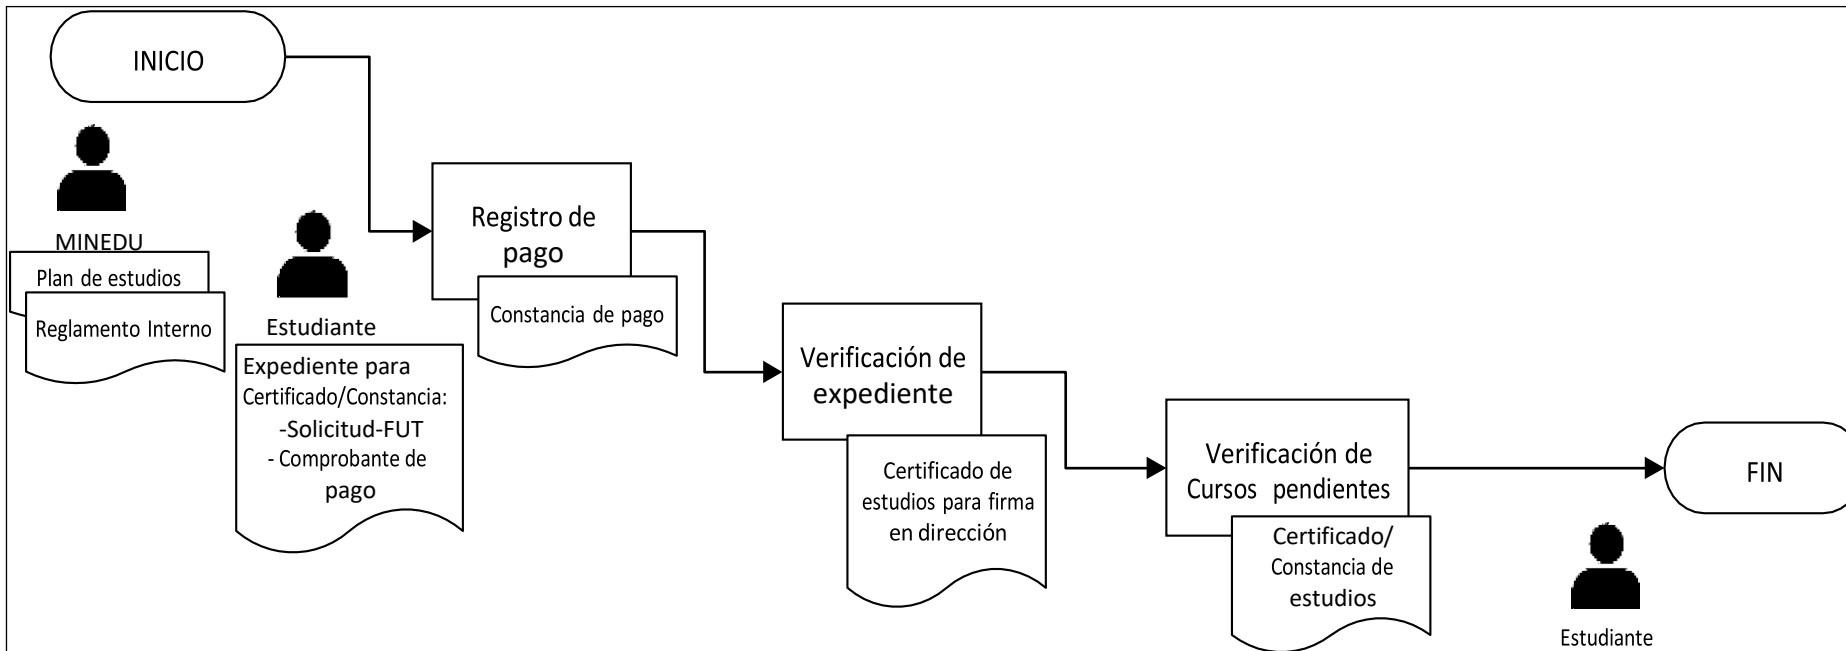 INICIO
MINEDU
Plan de estudios
Reglamento Interno
Estudiante
Expediente para
Certificado/Constancia:
-Solicitud-FUT
- Comprobante de
pago
Registro de
pago
Constancia de pago
Verificación de
expediente
Certificado de
estudios para firma
en dirección
Verificación de
Cursos pendientes
Certificado/
Constancia de
estudios
FIN
Estudiante